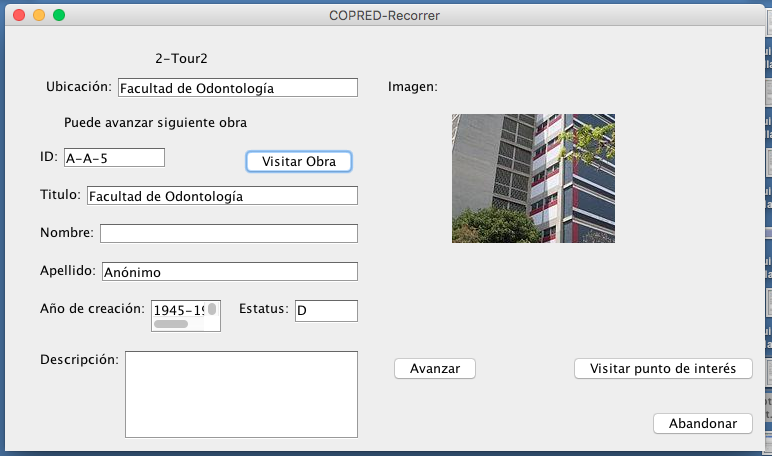 COPRED-Recorrer
2-Tour2
Ubicación: Facultad de Odontología
Imagen:
Puede avanzar siguiente obra
ID: A-A-5
Visitar Obra
Titulo: Facultad de Odontología
Nombre:
Apellido: Anónimo
Año de creación: 1945-19
Estatus: D
Descripción:
Avanzar
Visitar punto de interés
Abandonar